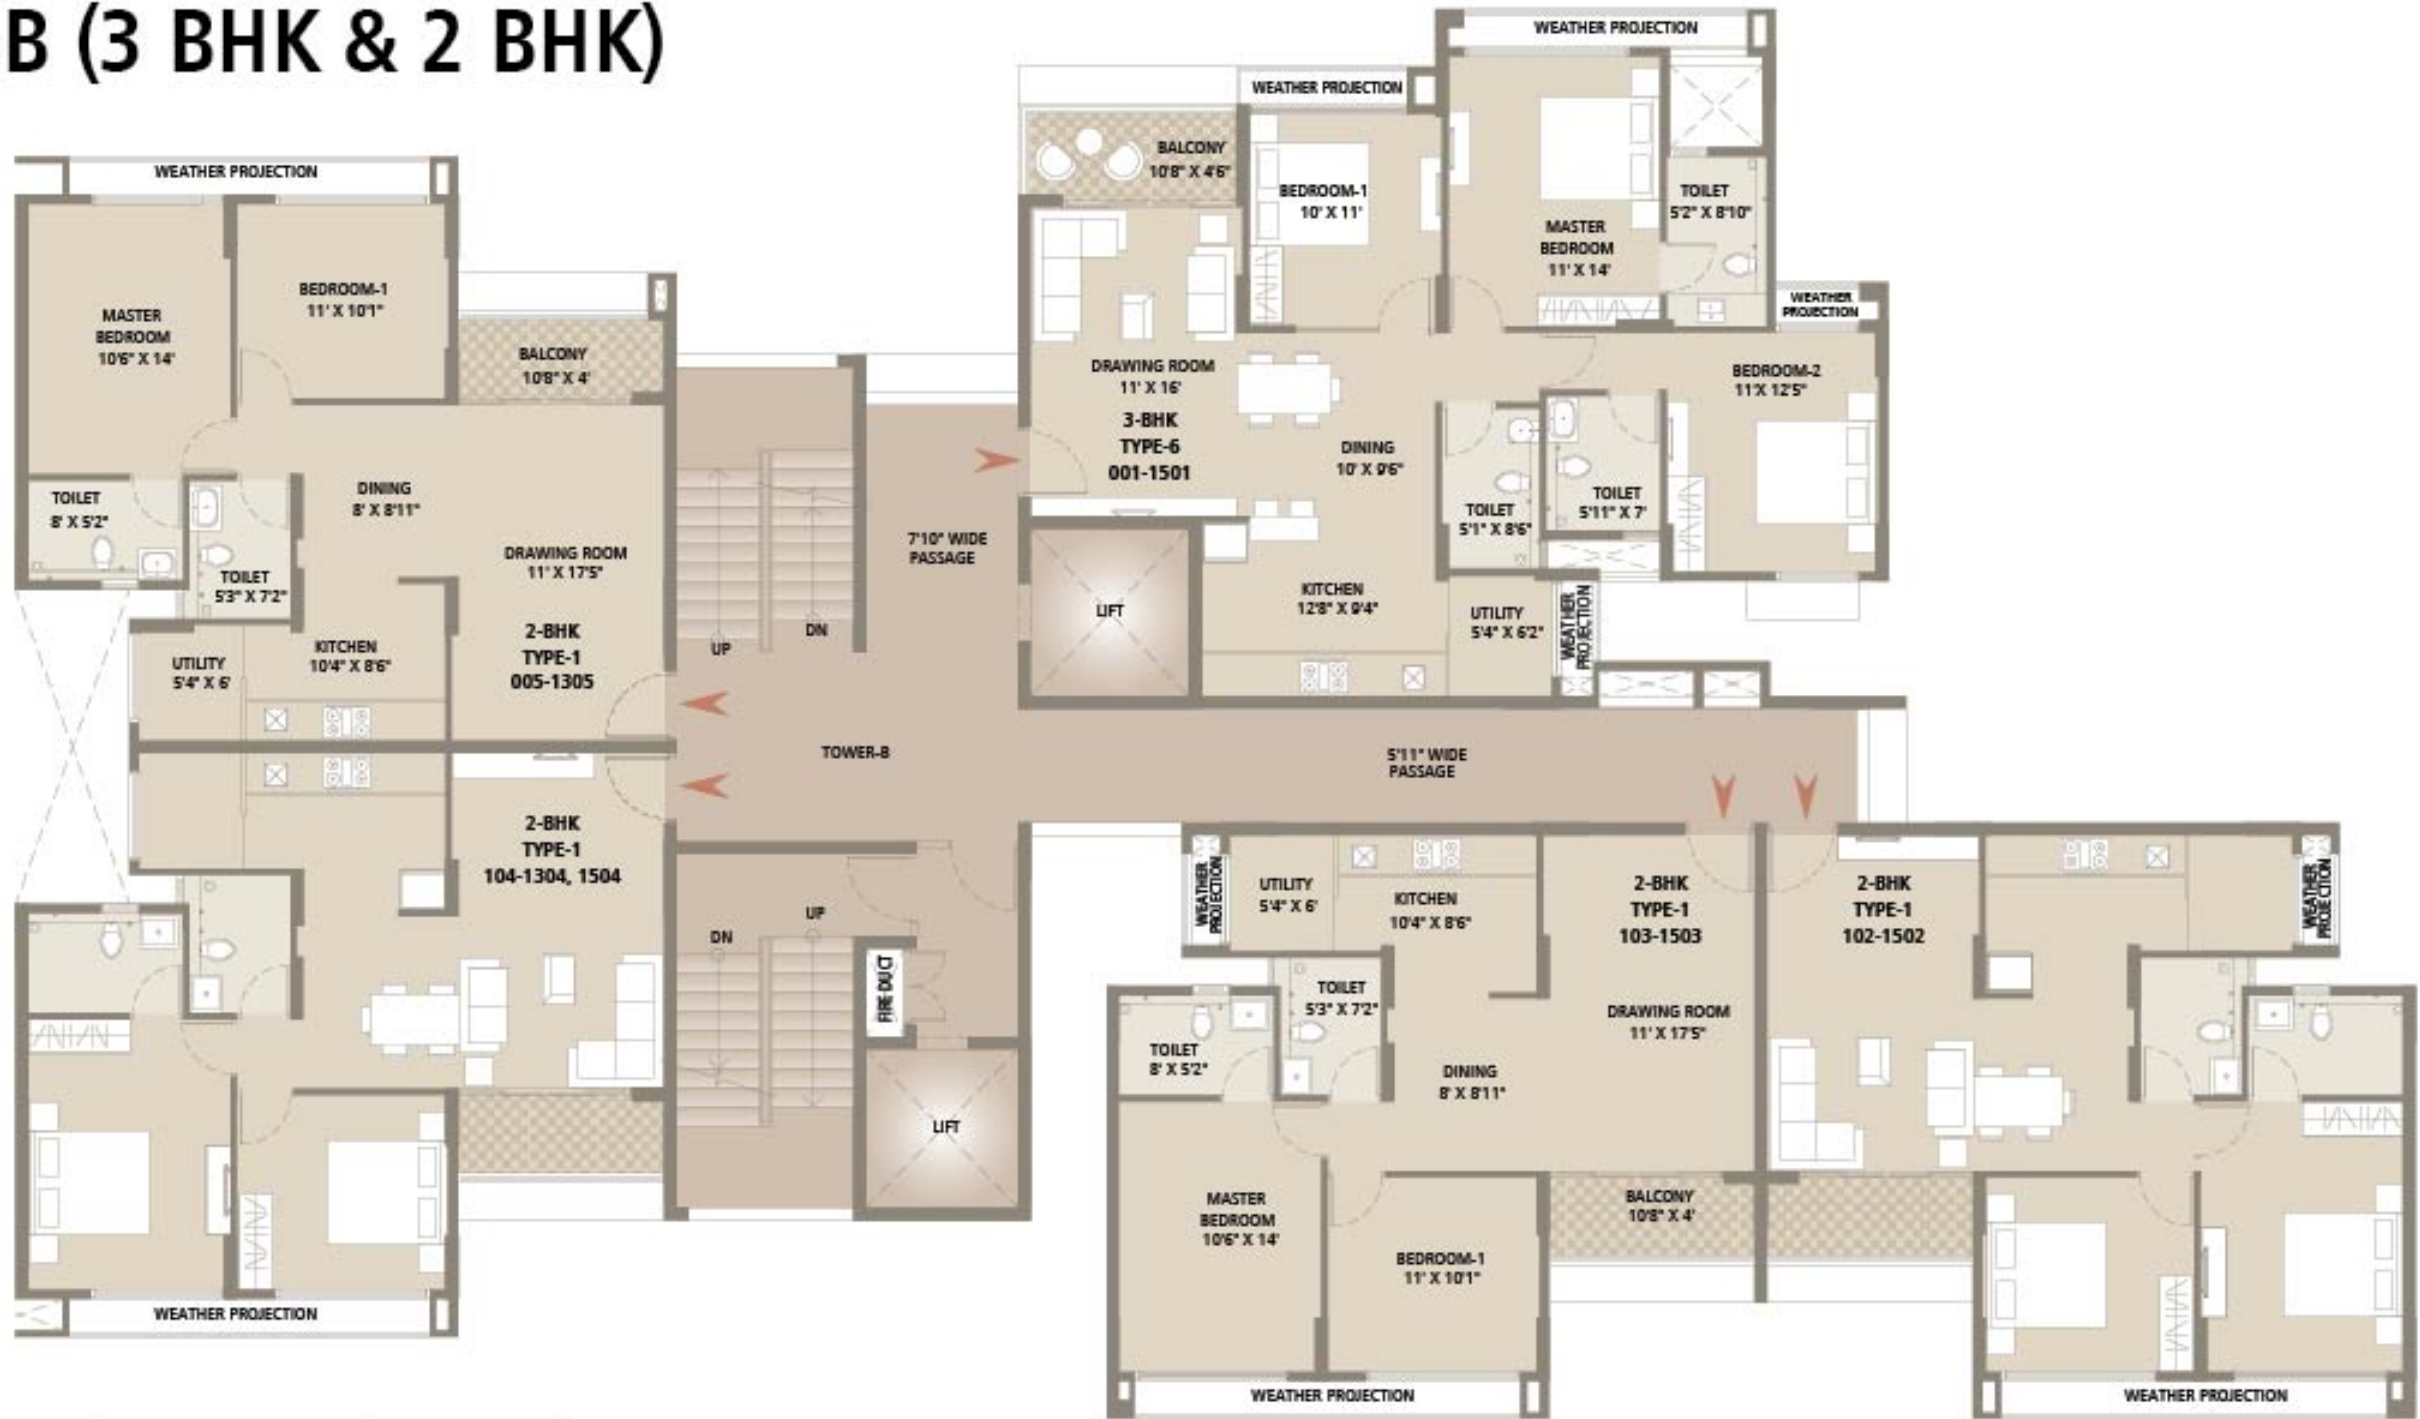 B (3 BHK & 2 BHK)
WEATHER PROJECTION
MASTER
BEDROOM
10'6" X 14'
BEDROOM-1
11' X 10'1"
BALCONY
10'8" X 4'
TOILET
8' X 5'2"
TOILET
5'3" X 7'2"
DINING
8' X 8'11"
DRAWING ROOM
11' X 17'5"
2-BHK
TYPE-1
005-1305
KITCHEN
10'4" X 8'6"
UTILITY
5'4" X 6'
2-BHK
TYPE-1
104-1304, 1504
WEATHER PROJECTION
UP
DN
7'10" WIDE
PASSAGE
TOWER-B
5'11" WIDE
PASSAGE
DN
UP
FIRE DUCT
LIFT
LIFT
WEATHER PROJECTION
WEATHER PROJECTION
BALCONY
10'8" X 4'6"
BEDROOM-1
10' X 11'
MASTER
BEDROOM
11' X 14'
TOILET
5'2" X 8'10"
WEATHER
PROJECTION
BEDROOM-2
11'X 12'5"
DRAWING ROOM
11' X 16'
3-BHK
TYPE-6
001-1501
DINING
10' X 9'6"
TOILET
5'1" X 8'6"
TOILET
5'11" X 7'
KITCHEN
12'8" X 9'4"
UTILITY
5'4" X 6'2"
WEATHER
PROJECTION
WEATHER
PROJECTION
UTILITY
5'4" X 6'
KITCHEN
10'4" X 8'6"
2-BHK
TYPE-1
103-1503
TOILET
5'3" X 7'2"
TOILET
8' X 5'2"
DRAWING ROOM
11' X 17'5"
DINING
8' X 8'11"
MASTER
BEDROOM
10'6" X 14'
BEDROOM-1
11' X 10'1"
BALCONY
10'8" X 4'
WEATHER PROJECTION
2-BHK
TYPE-1
102-1502
WEATHER
PROJECTION
WEATHER PROJECTION